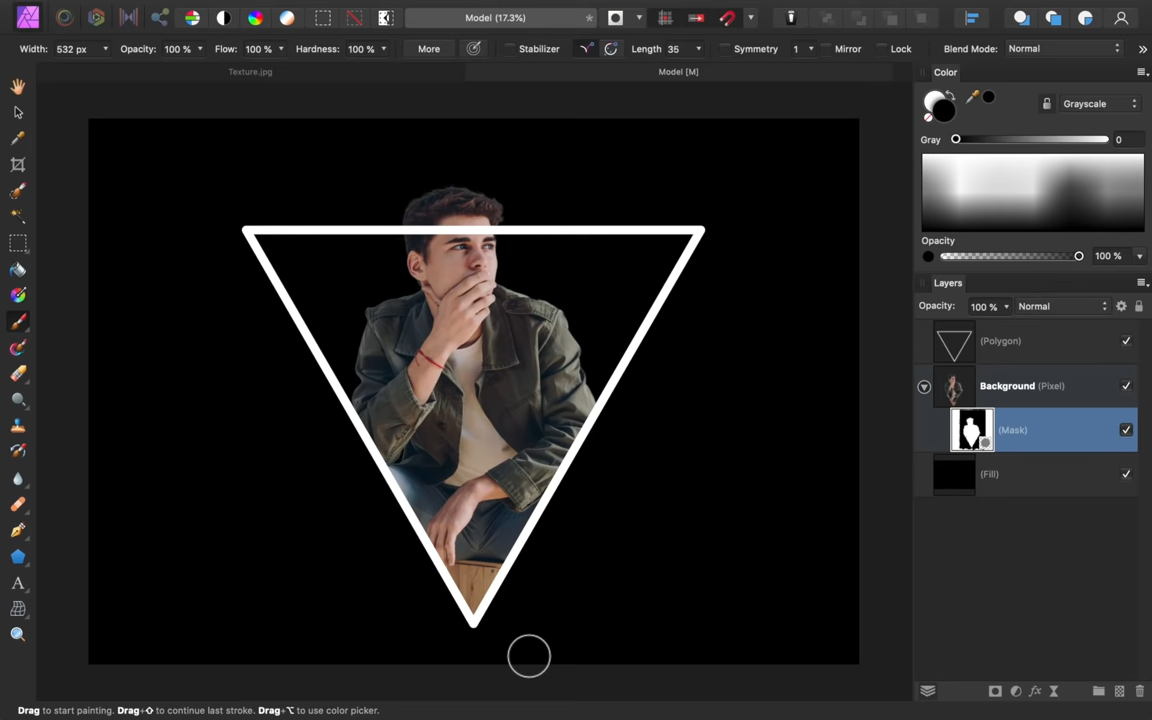 Model (17.3%)
Width: 532 px Opacity: 100 % Flow: 100 % Hardness: 100 % More Stabilizer Length 35 Symmetry 1 Mirror Lock Blend Mode: Normal
Texture.jpg Model [M]
Color
Grayscale
Gray 0
Opacity
100 %
Layers
Opacity: 100 % Normal
(Polygon)
Background (Pixel)
(Mask)
(Fill)
A
Drag to start painting. Drag+⇧ to continue last stroke. Drag+⌥ to use color picker.